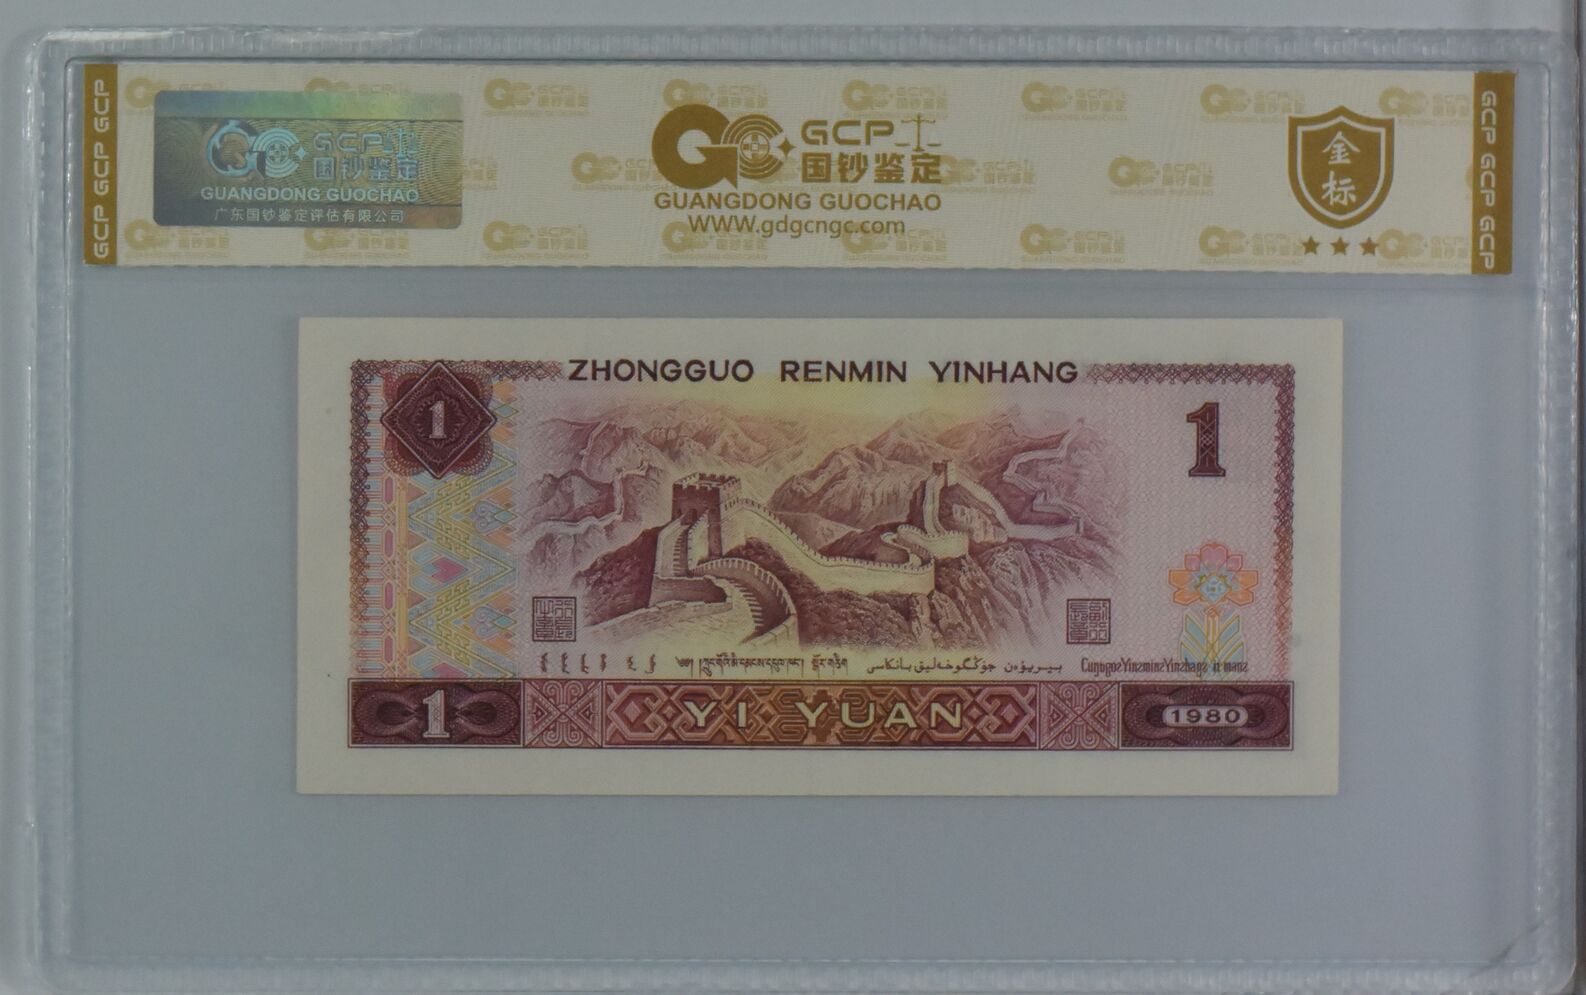 GCP GCP GCP
GCP
国钞鉴定
GUANGDONG GUOCHAO
广东国钞鉴定评估有限公司
GCP
国钞鉴定
GUANGDONG GUOCHAO
WWW.gdgcngc.com
金
标
GCP GCP GCP
ZHONGGUO RENMIN YINHANG
1
1
1
YI YUAN
1980